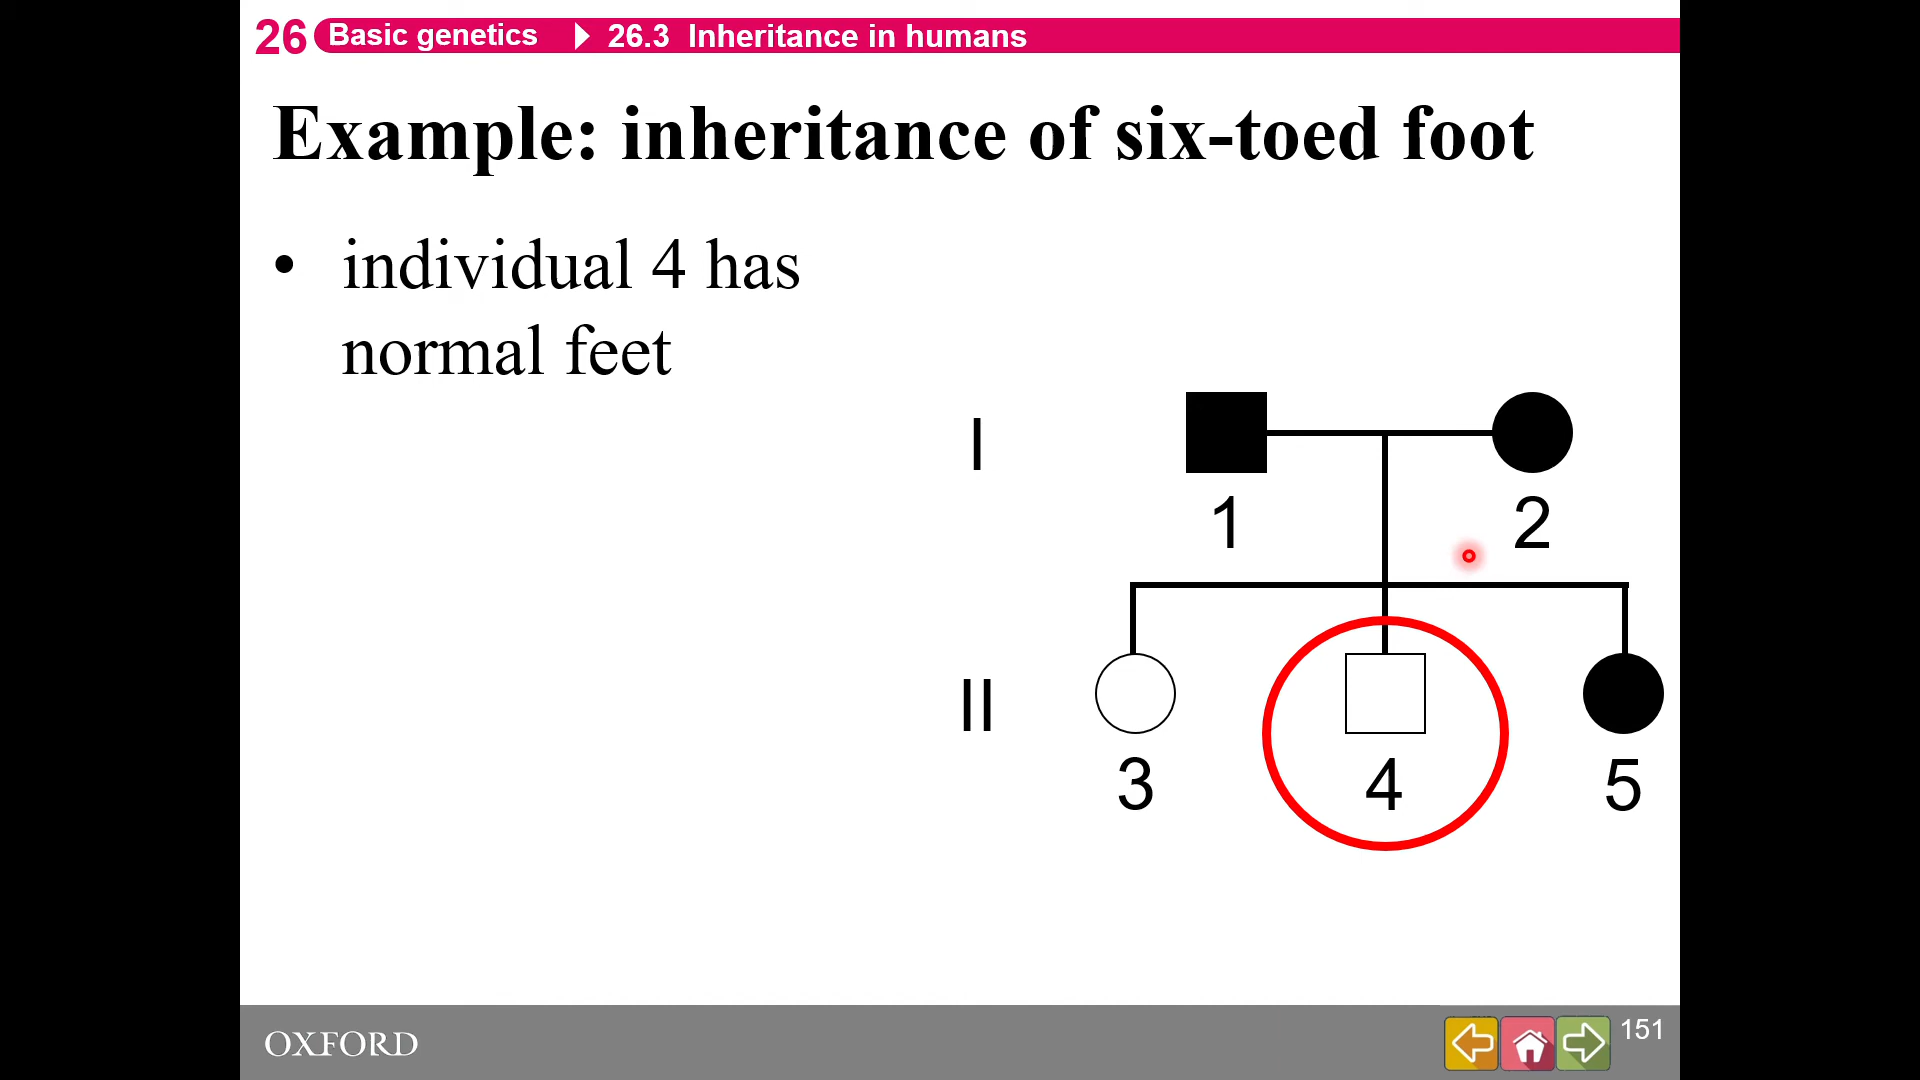 26 Basic genetics 26.3 Inheritance in humans
Example: inheritance of six-toed foot
• individual 4 has
normal feet
I
1 2
II
3 4 5
OXFORD
151